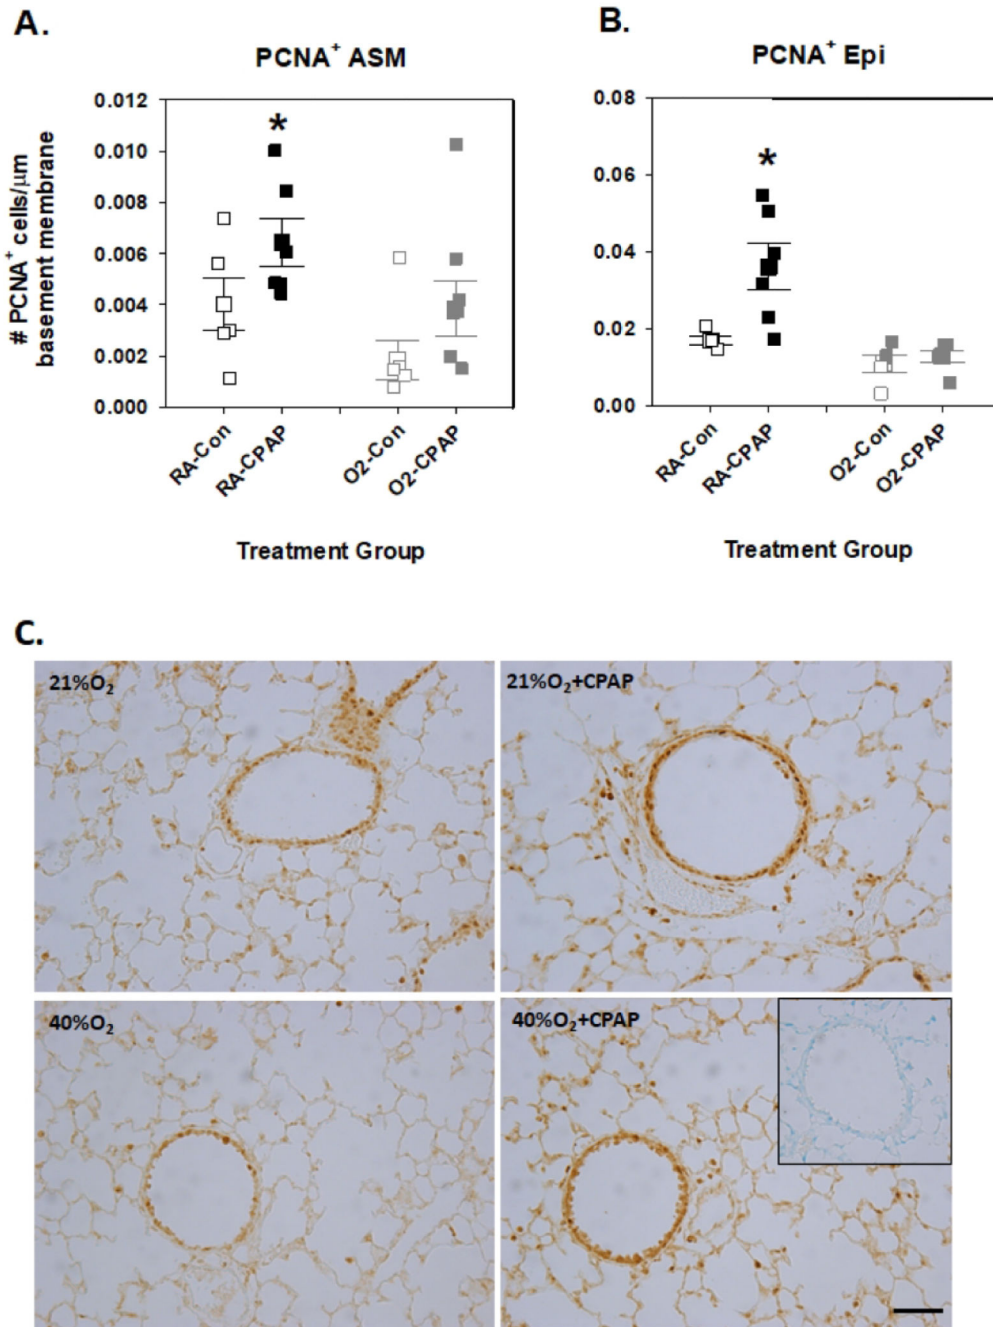 A.
PCNA⁺ ASM
# PCNA⁺ cells/μm
basement membrane
0.012
0.010
0.008
0.006
0.004
0.002
0.000
*
RA-Con
RA-CPAP
O2-Con
O2-CPAP
Treatment Group
B.
PCNA⁺ Epi
0.08
0.06
0.04
0.02
0.00
*
RA-Con
RA-CPAP
O2-Con
O2-CPAP
Treatment Group
C.
21%O₂
21%O₂+CPAP
40%O₂
40%O₂+CPAP